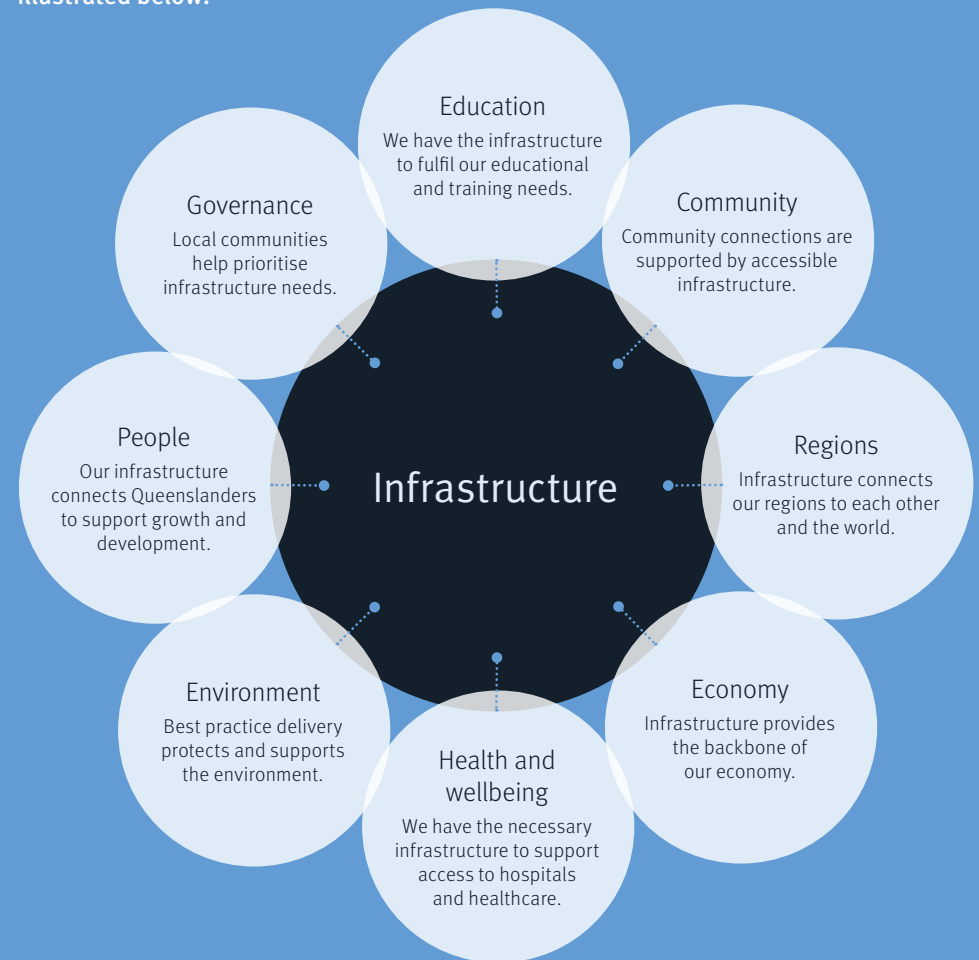 illustrated below.
Education
We have the infrastructure
to fulfil our educational
and training needs.
Governance
Local communities
help prioritise
infrastructure needs.
Community
Community connections are
supported by accessible
infrastructure.
People
Our infrastructure
connects Queenslanders
to support growth and
development.
Infrastructure
Regions
Infrastructure connects
our regions to each other
and the world.
Environment
Best practice delivery
protects and supports
the environment.
Economy
Infrastructure provides
the backbone of
our economy.
Health and
wellbeing
We have the necessary
infrastructure to support
access to hospitals
and healthcare.